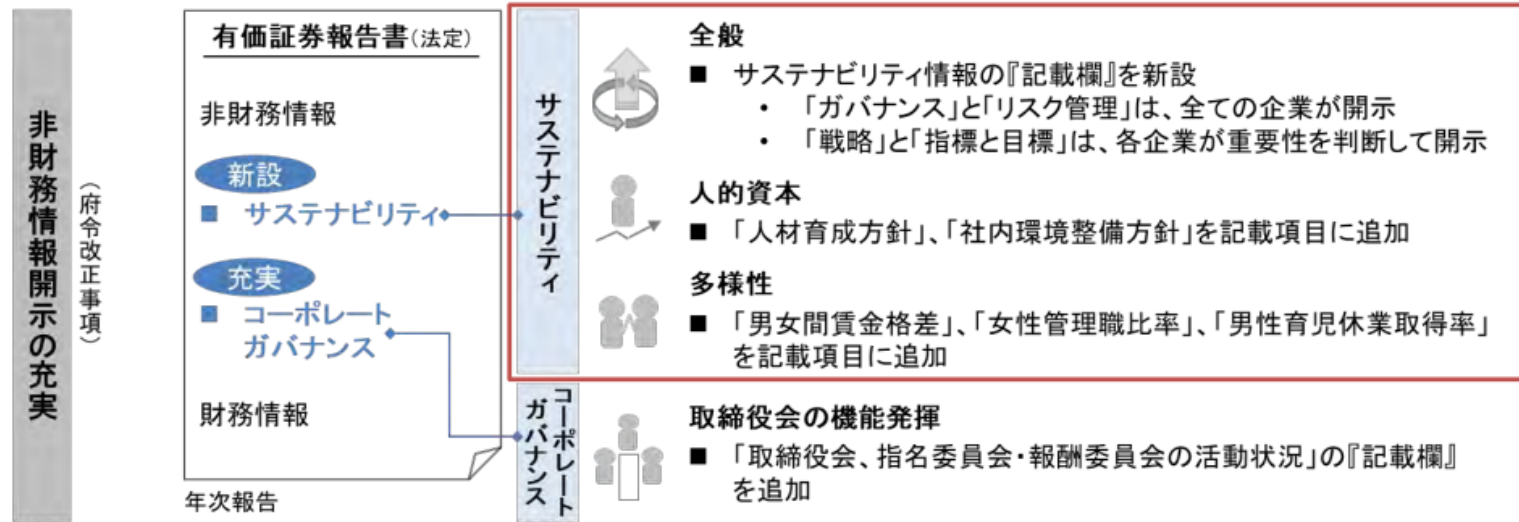 非財務情報開示の充実
（府令改正事項）
有価証券報告書(法定)
非財務情報
新設
■ サステナビリティ
充実
■ コーポレート
ガバナンス
財務情報
年次報告
サステナビリティ
全般
■ サステナビリティ情報の『記載欄』を新設
・ 「ガバナンス」と「リスク管理」は、全ての企業が開示
・ 「戦略」と「指標と目標」は、各企業が重要性を判断して開示
人的資本
■ 「人材育成方針」、「社内環境整備方針」を記載項目に追加
多様性
■ 「男女間賃金格差」、「女性管理職比率」、「男性育児休業取得率」
を記載項目に追加
コーポレート
ガバナンス
取締役会の機能発揮
■ 「取締役会、指名委員会・報酬委員会の活動状況」の『記載欄』
を追加